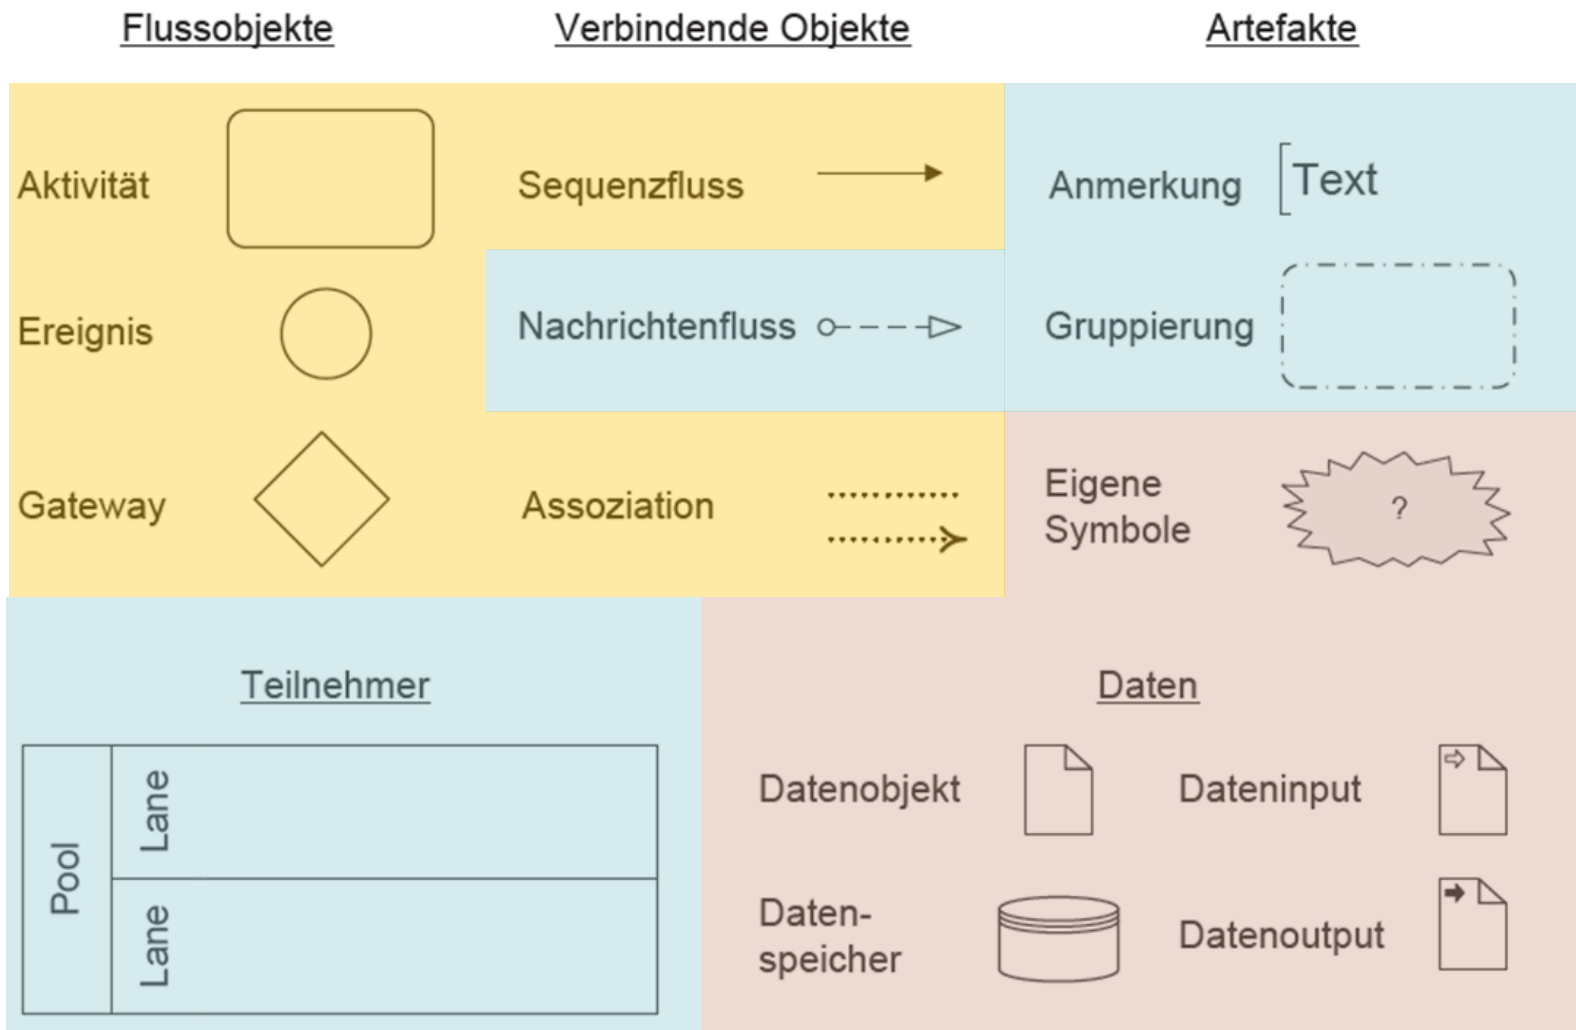 Flussobjekte
Verbindende Objekte
Artefakte
Aktivität
Sequenzfluss
Anmerkung
Text
Ereignis
Nachrichtenfluss
Gruppierung
Gateway
Assoziation
Eigene
Symbole
?
Teilnehmer
Pool
Lane
Lane
Daten
Datenobjekt
Dateninput
Daten-
speicher
Datenoutput